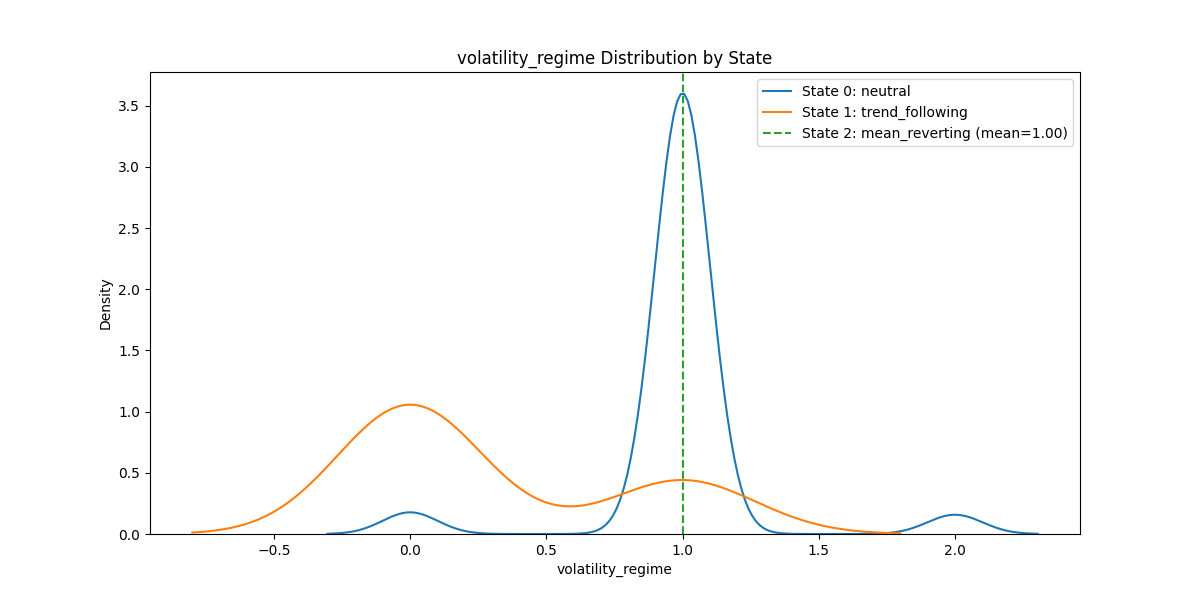 volatility_regime Distribution by State
State 0: neutral
State 1: trend_following
State 2: mean_reverting (mean=1.00)
Density
3.5
3.0
2.5
2.0
1.5
1.0
0.5
0.0
−0.5 0.0 0.5 1.0 1.5 2.0
volatility_regime